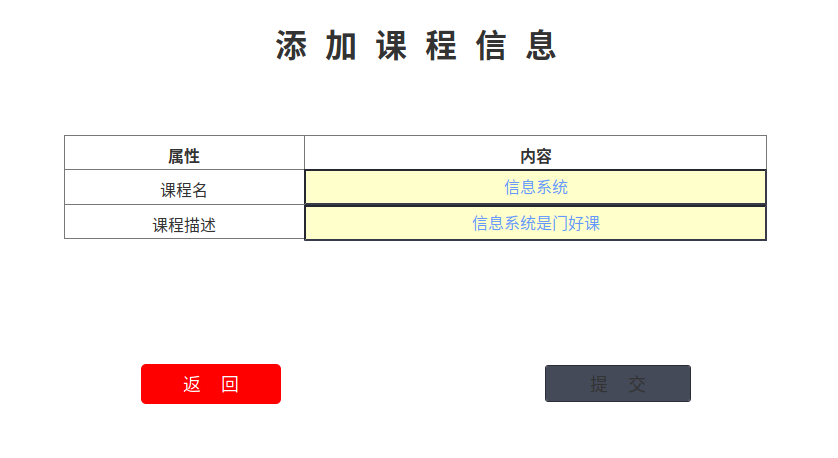 添加课程信息
属性 内容
课程名 信息系统
课程描述 信息系统是门好课
返 回 提 交